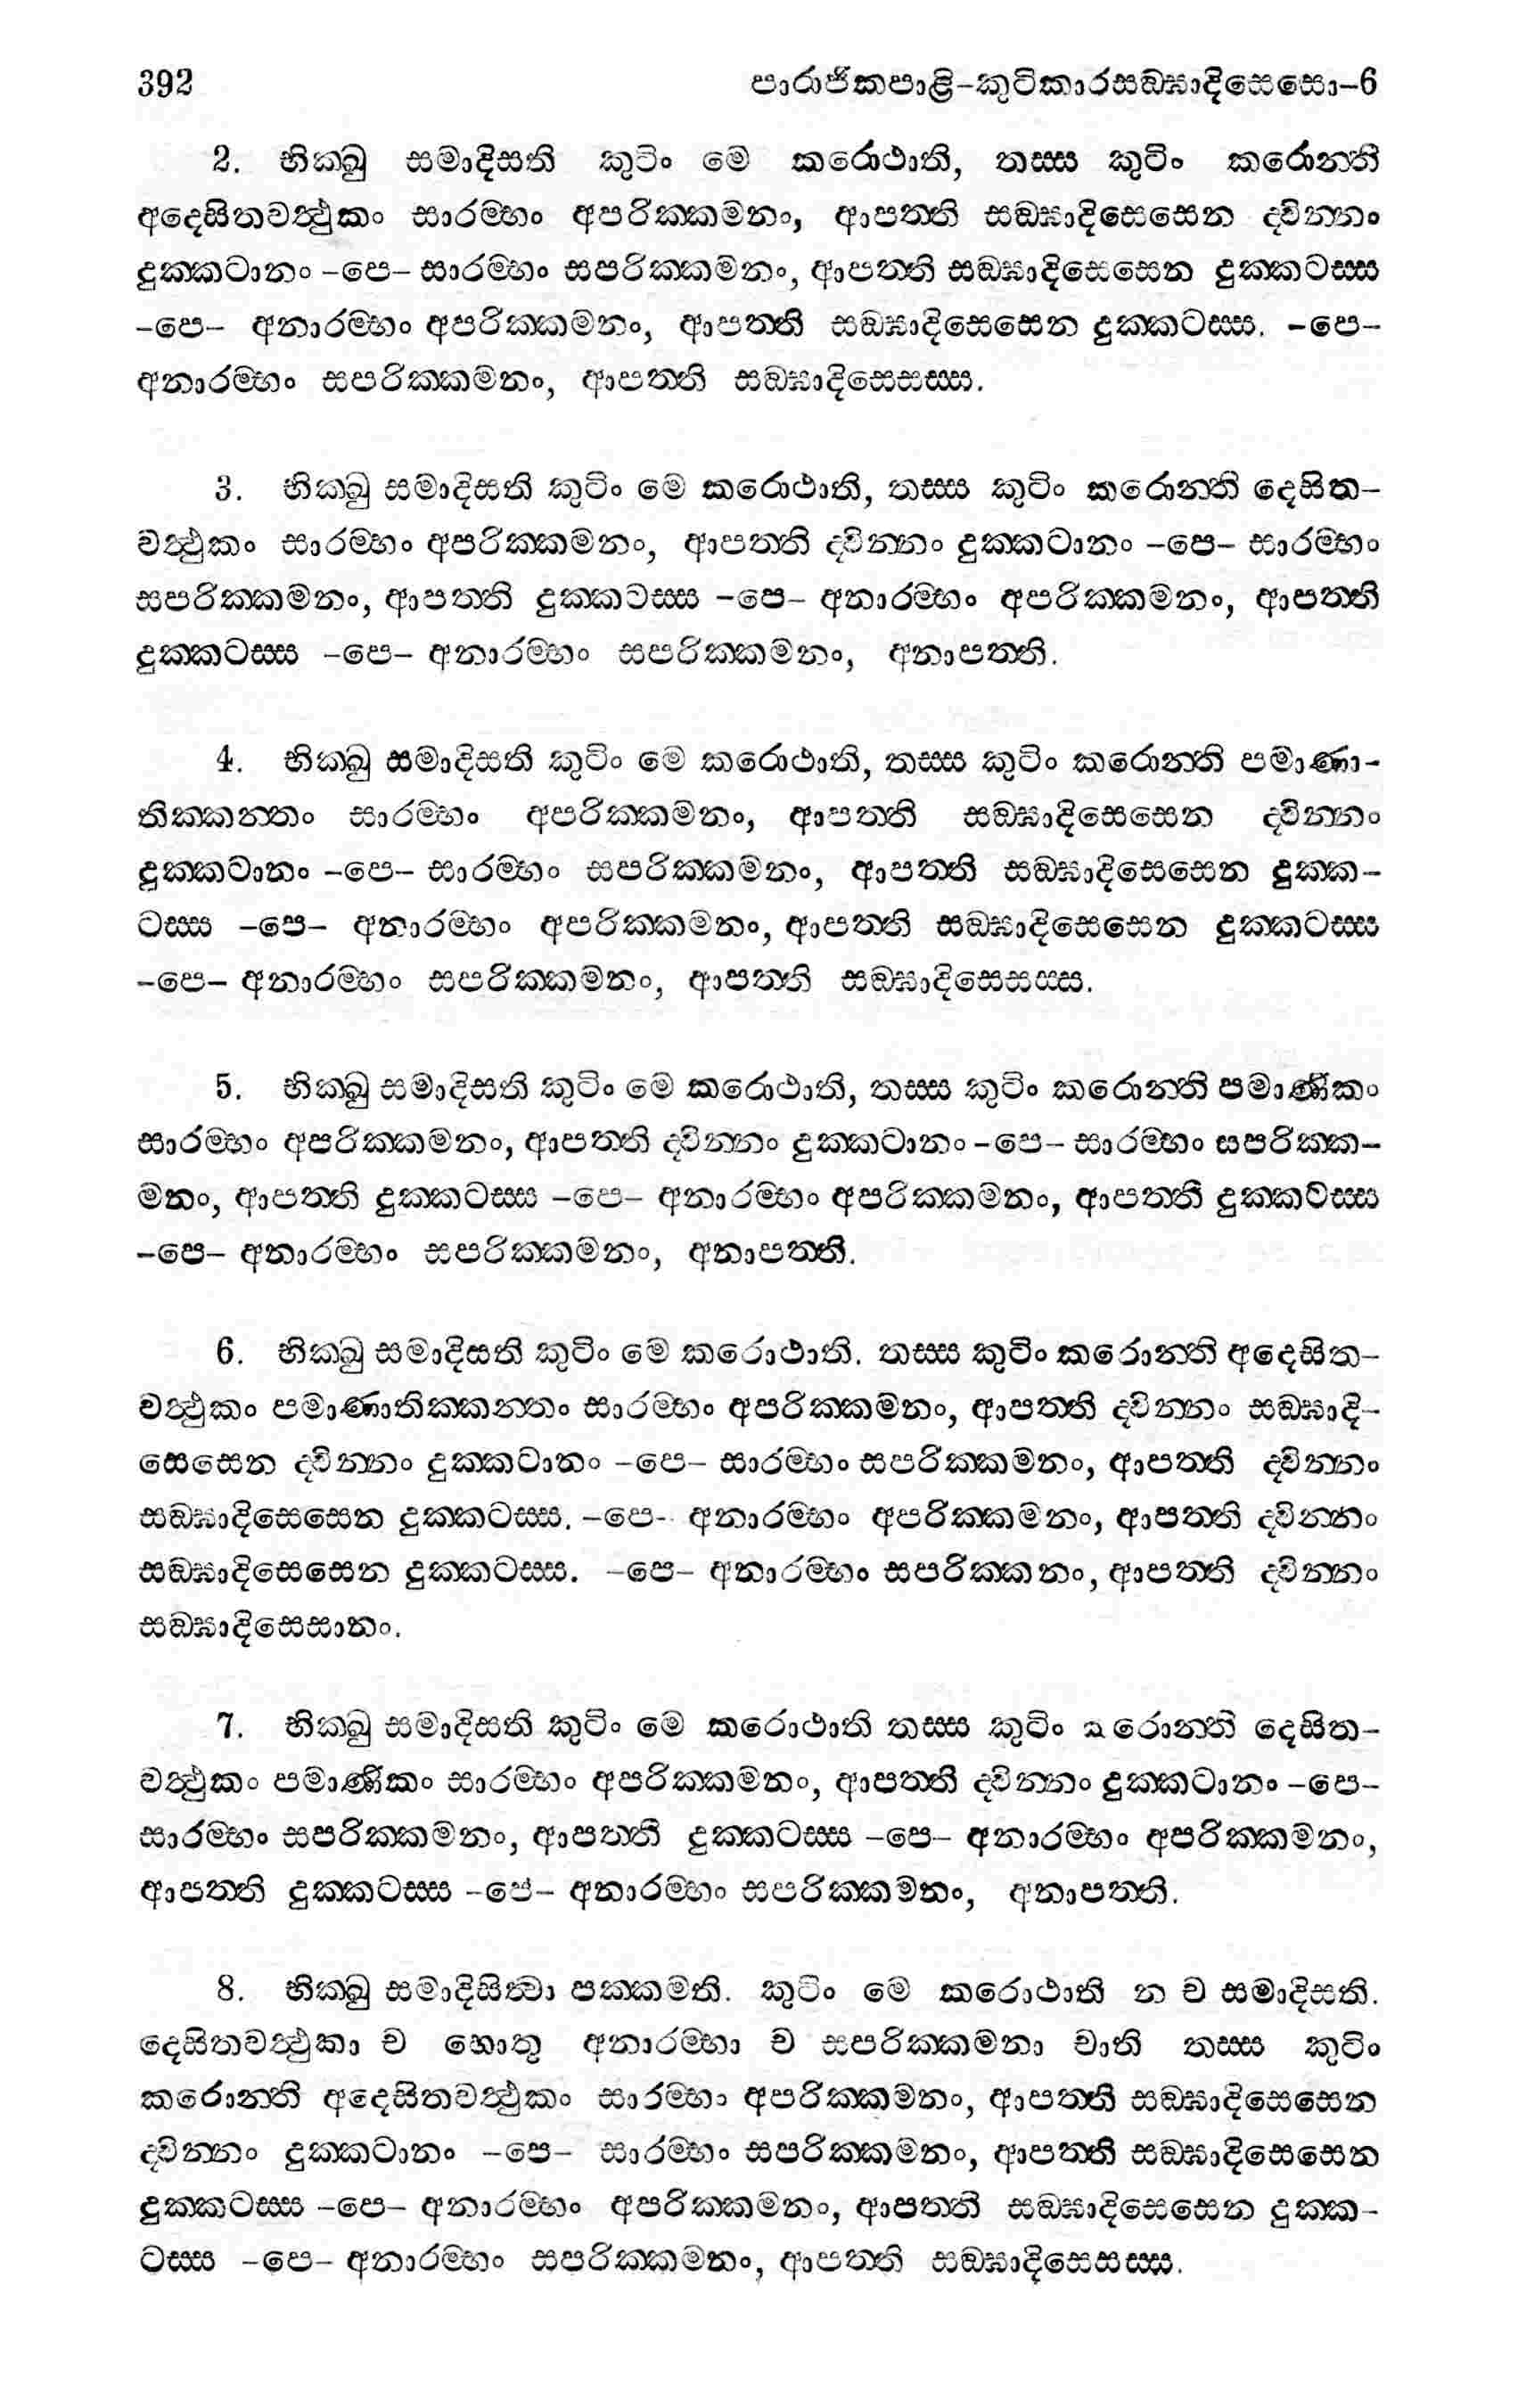 392 පාරාජිකපාළි–කුටිකාරසඞ්ඝාදිසෙසො–6
2. භික්ඛු සමාදිසති කුටිං මෙ කරොථාති, තස්ස කුටිං කරොන්ති
අදෙසිතවත්ථුකං සාරම්භං අපරික්කමනං, ආපත්ති සඞ්ඝාදිසෙසෙන ද්වින්නං
දුක්කටානං –පෙ– සාරම්භං සපරික්කමනං, ආපත්ති සඞ්ඝාදිසෙසෙන දුක්කටස්ස
–පෙ– අනාරම්භං අපරික්කමනං, ආපත්ති සඞ්ඝාදිසෙසෙන දුක්කටස්ස. –පෙ–
අනාරම්භං සපරික්කමනං, ආපත්ති සඞ්ඝාදිසෙසස්ස.
3. භික්ඛු සමාදිසති කුටිං මෙ කරොථාති, තස්ස කුටිං කරොන්ති දෙසිත–
වත්ථුකං සාරම්භං අපරික්කමනං, ආපත්ති ද්වින්නං දුක්කටානං –පෙ– සාරම්භං
සපරික්කමනං, ආපත්ති දුක්කටස්ස –පෙ– අනාරම්භං අපරික්කමනං, ආපත්ති
දුක්කටස්ස –පෙ– අනාරම්භං සපරික්කමනං, අනාපත්ති.
4. භික්ඛු සමාදිසති කුටිං මෙ කරොථාති, තස්ස කුටිං කරොන්ති පමාණා–
තික්කන්තං සාරම්භං අපරික්කමනං, ආපත්ති සඞ්ඝාදිසෙසෙන ද්වින්නං
දුක්කටානං –පෙ– සාරම්භං සපරික්කමනං, ආපත්ති සඞ්ඝාදිසෙසෙන දුක්ක–
ටස්ස –පෙ– අනාරම්භං අපරික්කමනං, ආපත්ති සඞ්ඝාදිසෙසෙන දුක්කටස්ස
–පෙ– අනාරම්භං සපරික්කමනං, ආපත්ති සඞ්ඝාදිසෙසස්ස.
5. භික්ඛු සමාදිසති කුටිං මෙ කරොථාති, තස්ස කුටිං කරොන්ති පමාණිකං
සාරම්භං අපරික්කමනං, ආපත්ති ද්වින්නං දුක්කටානං –පෙ– සාරම්භං සපරික්ක–
මනං, ආපත්ති දුක්කටස්ස –පෙ– අනාරම්භං අපරික්කමනං, ආපත්ති දුක්කටස්ස
–පෙ– අනාරම්භං සපරික්කමනං, අනාපත්ති.
6. භික්ඛු සමාදිසති කුටිං මෙ කරොථාති. තස්ස කුටිං කරොන්ති අදෙසිත–
වත්ථුකං පමාණාතික්කන්තං සාරම්භං අපරික්කමනං, ආපත්ති ද්වින්නං සඞ්ඝාදි–
සෙසෙන ද්වින්නං දුක්කටානං –පෙ– සාරම්භං සපරික්කමනං, ආපත්ති ද්වින්නං
සඞ්ඝාදිසෙසෙන දුක්කටස්ස. –පෙ– අනාරම්භං අපරික්කමනං, ආපත්ති ද්වින්නං
සඞ්ඝාදිසෙසෙන දුක්කටස්ස. –පෙ– අනාරම්භං සපරික්කනං, ආපත්ති ද්වින්නං
සඞ්ඝාදිසෙසානං.
7. භික්ඛු සමාදිසති කුටිං මෙ කරොථාති තස්ස කුටිං කරොන්ති දෙසිත–
වත්ථුකං පමාණිකං සාරම්භං අපරික්කමනං, ආපත්ති ද්වින්නං දුක්කටානං –පෙ–
සාරම්භං සපරික්කමනං, ආපත්ති දුක්කටස්ස –පෙ– අනාරම්භං අපරික්කමනං,
ආපත්ති දුක්කටස්ස –පෙ– අනාරම්භං සපරික්කමනං, අනාපත්ති.
8. භික්ඛු සමාදිසිත්වා පක්කමති. කුටිං මෙ කරොථාති න ච සමාදිසති.
දෙසිතවත්ථුකා ච හොතු අනාරම්භා ච සපරික්කමනා චාති තස්ස කුටිං
කරොන්ති අදෙසිතවත්ථුකං සාරම්භං අපරික්කමනං, ආපත්ති සඞ්ඝාදිසෙසෙන
ද්වින්නං දුක්කටානං –පෙ– සාරම්භං සපරික්කමනං, ආපත්ති සඞ්ඝාදිසෙසෙන
දුක්කටස්ස –පෙ– අනාරම්භං අපරික්කමනං, ආපත්ති සඞ්ඝාදිසෙසෙන දුක්ක–
ටස්ස –පෙ– අනාරම්භං සපරික්කමනං, ආපත්ති සඞ්ඝාදිසෙසස්ස.